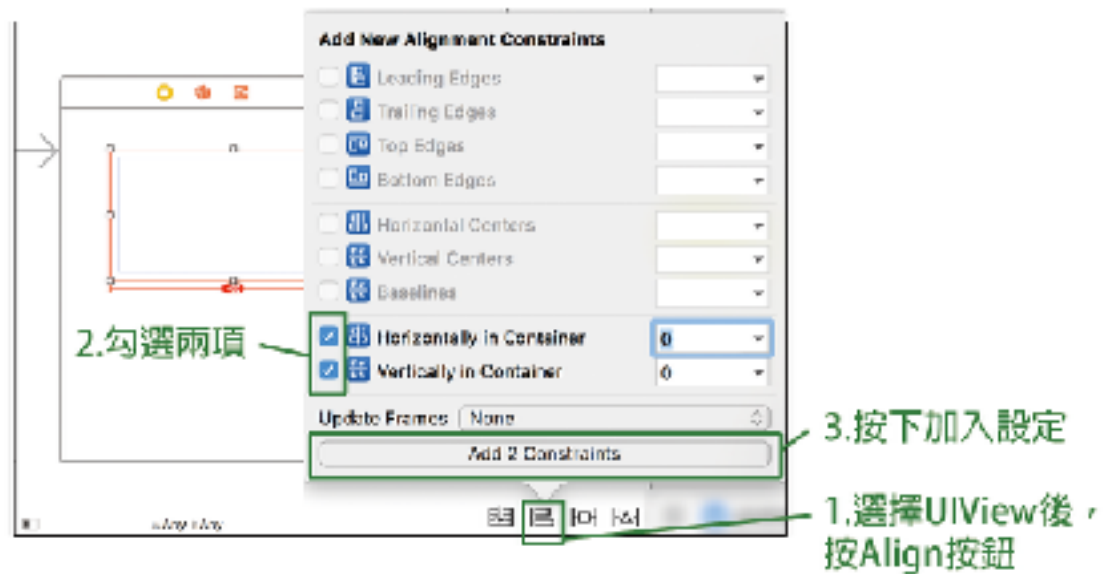 Add New Alignment Constraints
Leading Edges
Trailing Edges
Top Edges
Bottom Edges
Horizontal Centers
Vertical Centers
Baselines
Horizontally in Container
0
Vertically in Container
0
Update Frames
None
Add 2 Constraints
2.勾選兩項
3.按下加入設定
1.選擇UIView後，
按Align按鈕
wAny hAny